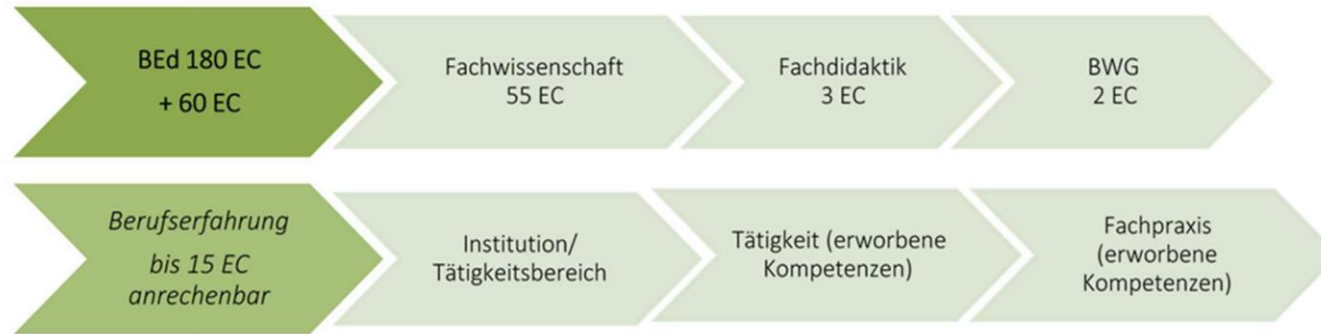 BEd 180 EC
+ 60 EC
Fachwissenschaft
55 EC
Fachdidaktik
3 EC
BWG
2 EC
Berufserfahrung
bis 15 EC
anrechenbar
Institution/
Tätigkeitsbereich
Tätigkeit (erworbene
Kompetenzen)
Fachpraxis
(erworbene
Kompetenzen)